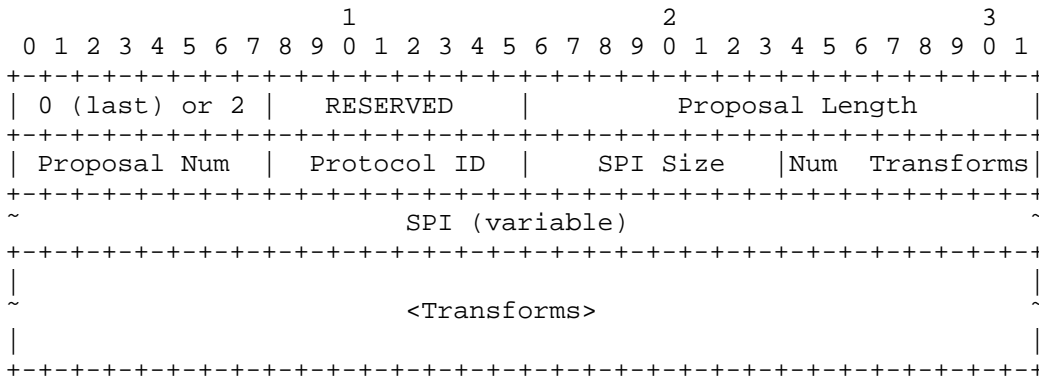 1                   2                   3
 0 1 2 3 4 5 6 7 8 9 0 1 2 3 4 5 6 7 8 9 0 1 2 3 4 5 6 7 8 9 0 1
+-+-+-+-+-+-+-+-+-+-+-+-+-+-+-+-+-+-+-+-+-+-+-+-+-+-+-+-+-+-+-+-+
| 0 (last) or 2 |   RESERVED    |         Proposal Length       |
+-+-+-+-+-+-+-+-+-+-+-+-+-+-+-+-+-+-+-+-+-+-+-+-+-+-+-+-+-+-+-+-+
| Proposal Num  |  Protocol ID  |    SPI Size   |Num  Transforms|
+-+-+-+-+-+-+-+-+-+-+-+-+-+-+-+-+-+-+-+-+-+-+-+-+-+-+-+-+-+-+-+-+
~                        SPI (variable)                         ~
+-+-+-+-+-+-+-+-+-+-+-+-+-+-+-+-+-+-+-+-+-+-+-+-+-+-+-+-+-+-+-+-+
|                                                               |
~                        <Transforms>                           ~
|                                                               |
+-+-+-+-+-+-+-+-+-+-+-+-+-+-+-+-+-+-+-+-+-+-+-+-+-+-+-+-+-+-+-+-+